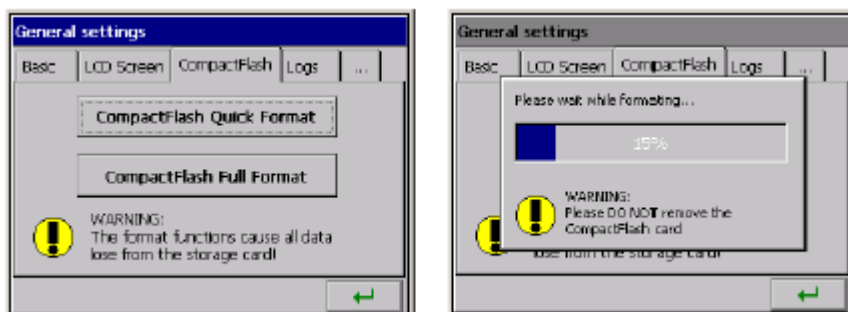 General settings
Basic LCD Screen CompactFlash Logs ...
CompactFlash Quick Format
CompactFlash Full Format
WARNING:
The format functions cause all data
lose from the storage card!
General settings
Basic LCD Screen CompactFlash Logs ...
Please wait while formating...
15%
WARNING:
Please DO NOT remove the
CompactFlash card
lose from the storage card!